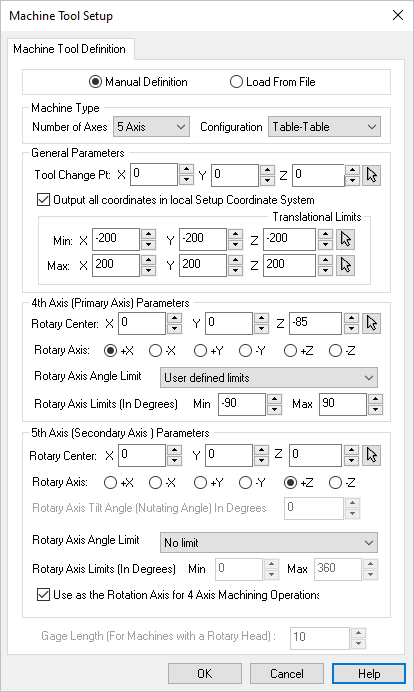 Machine Tool Setup
Machine Tool Definition
Manual Definition Load From File
Machine Type
Number of Axes 5 Axis Configuration Table-Table
General Parameters
Tool Change Pt: X 0 Y 0 Z 0
Output all coordinates in local Setup Coordinate System
Translational Limits
Min: X -200 Y -200 Z -200
Max: X 200 Y 200 Z 200
4th Axis (Primary Axis) Parameters
Rotary Center: X 0 Y 0 Z -85
Rotary Axis: +X -X +Y -Y +Z -Z
Rotary Axis Angle Limit User defined limits
Rotary Axis Limits (In Degrees) Min -90 Max 90
5th Axis (Secondary Axis ) Parameters
Rotary Center: X 0 Y 0 Z 0
Rotary Axis: +X -X +Y -Y +Z -Z
Rotary Axis Tilt Angle (Nutating Angle) In Degrees 0
Rotary Axis Angle Limit No limit
Rotary Axis Limits (In Degrees) Min 0 Max 360
Use as the Rotation Axis for 4 Axis Machining Operations
Gage Length (For Machines with a Rotary Head) : 10
OK Cancel Help